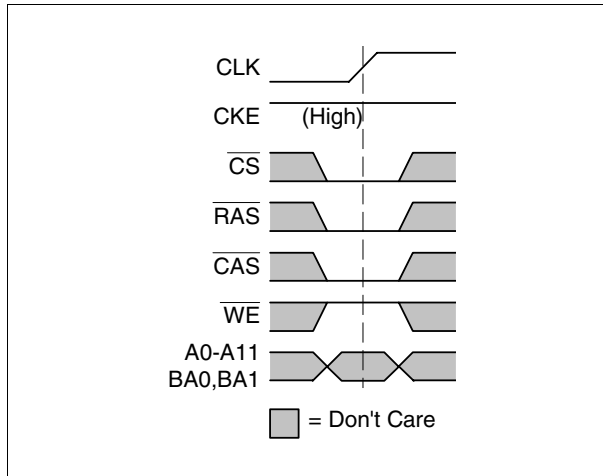 CLK
CKE (High)
CS
RAS
CAS
WE
A0-A11
BA0,BA1
= Don't Care